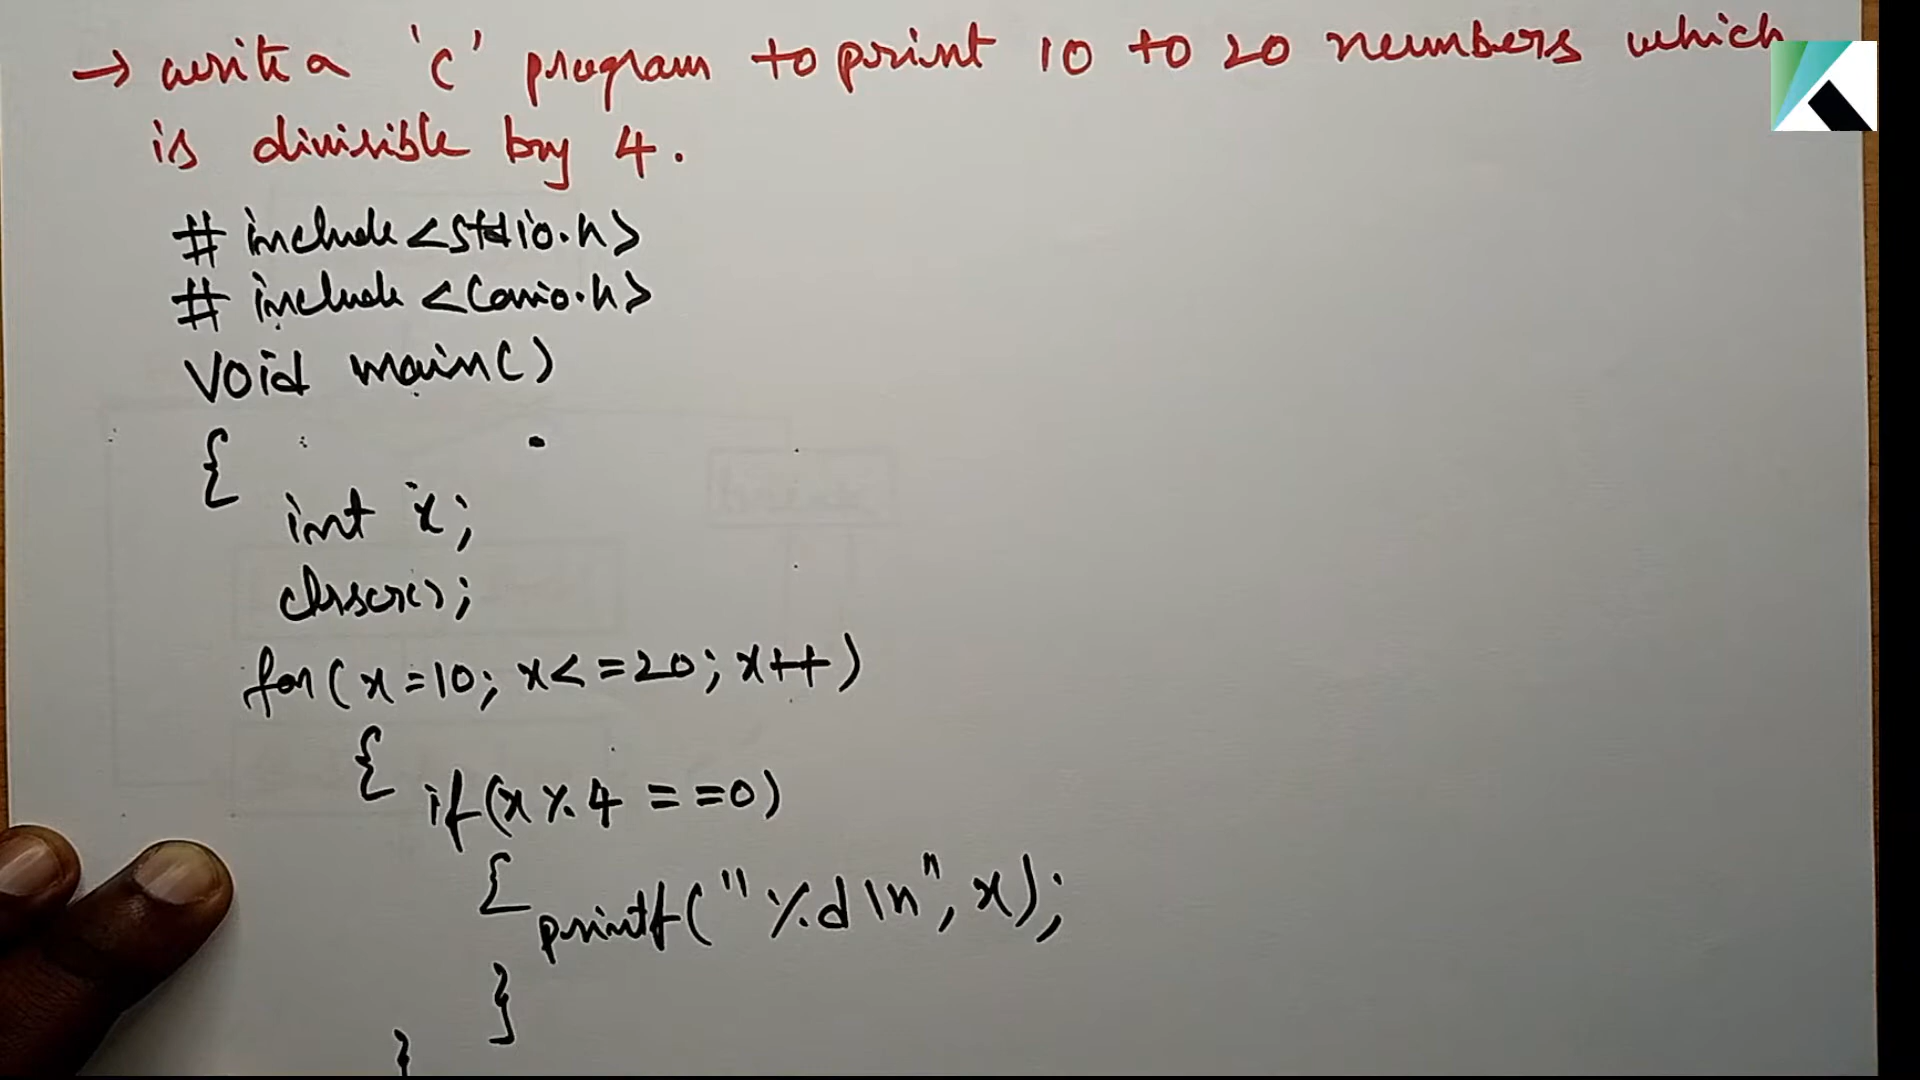 → write a 'c' program to print 10 to 20 numbers which
is divisible by 4.
# include <stdio.h>
# include <conio.h>
void main()
{
int x;
clrscr();
for(x=10; x<=20; x++)
{
if(x%4==0)
{
printf("%d\n", x);
}
}